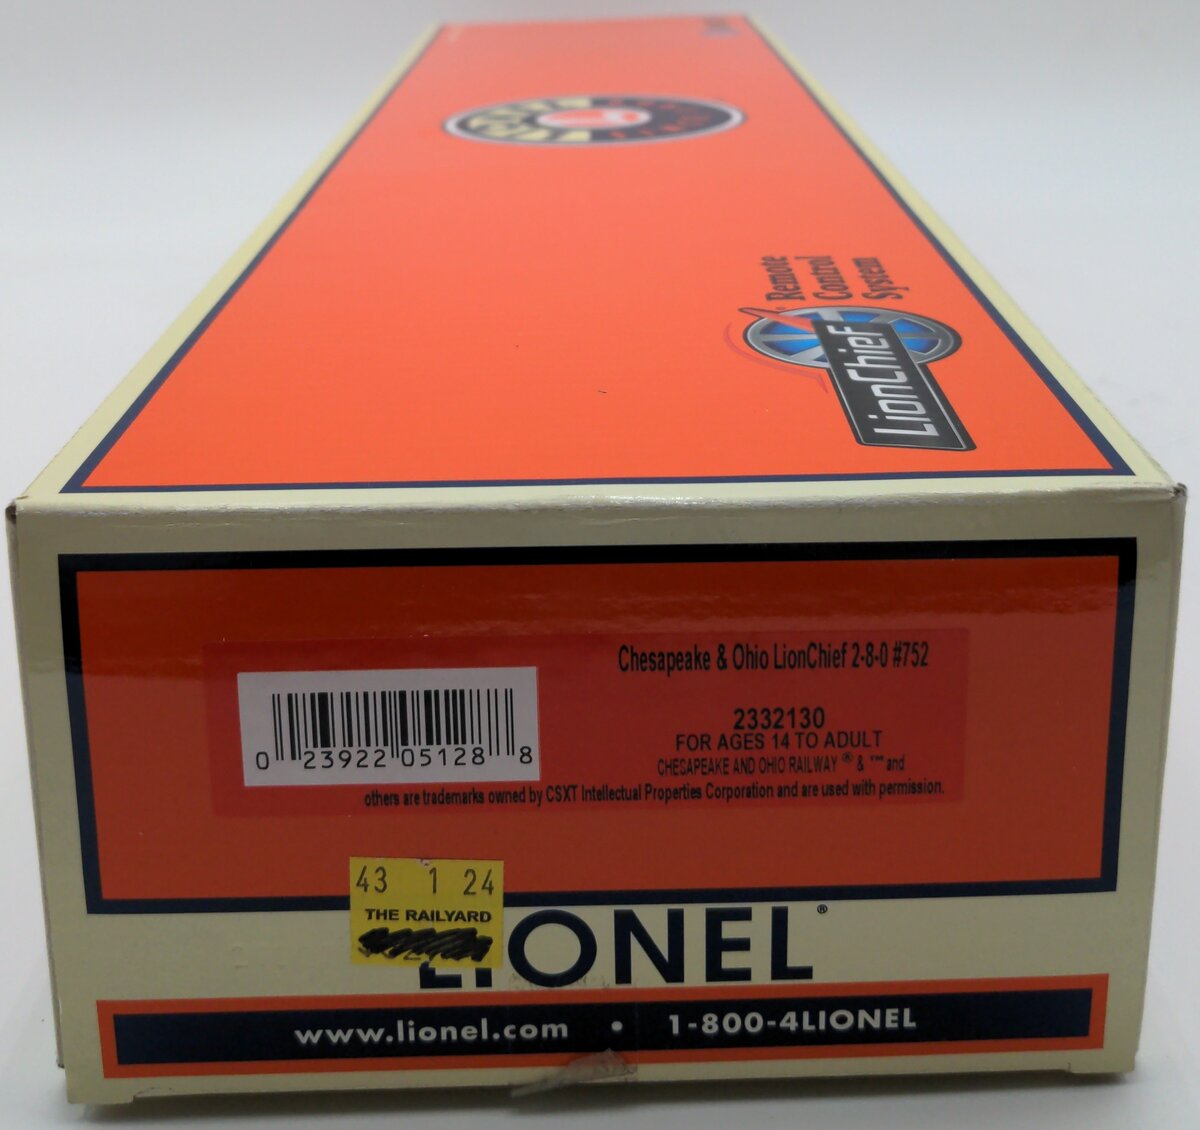 Remote
Control
System
LionChief
Chesapeake & Ohio LionChief 2-8-0 #752
2332130
FOR AGES 14 TO ADULT
CHESAPEAKE AND OHIO RAILWAY ® & ™ and
others are trademarks owned by CSXT Intellectual Properties Corporation and are used with permission.
0 23922 05128 8
43 1 24
THE RAILYARD
LIONEL®
www.lionel.com • 1-800-4LIONEL